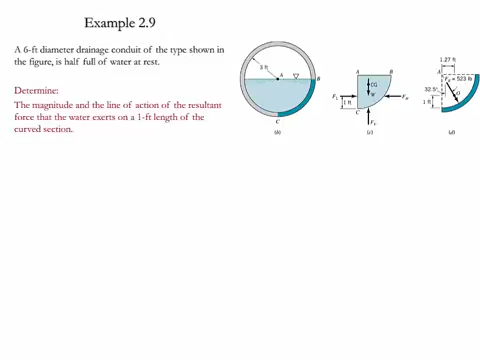 Example 2.9
A 6-ft diameter drainage conduit of the type shown in
the figure, is half full of water at rest.
Determine:
The magnitude and the line of action of the resultant
force that the water exerts on a 1-ft length of the
curved section.
3 ft
A
B
C
(b)
A
B
CG
W
F1
1 ft
FH
C
FV
(c)
1.27 ft
A
FR = 523 lb
32.5°
O
1 ft
(d)